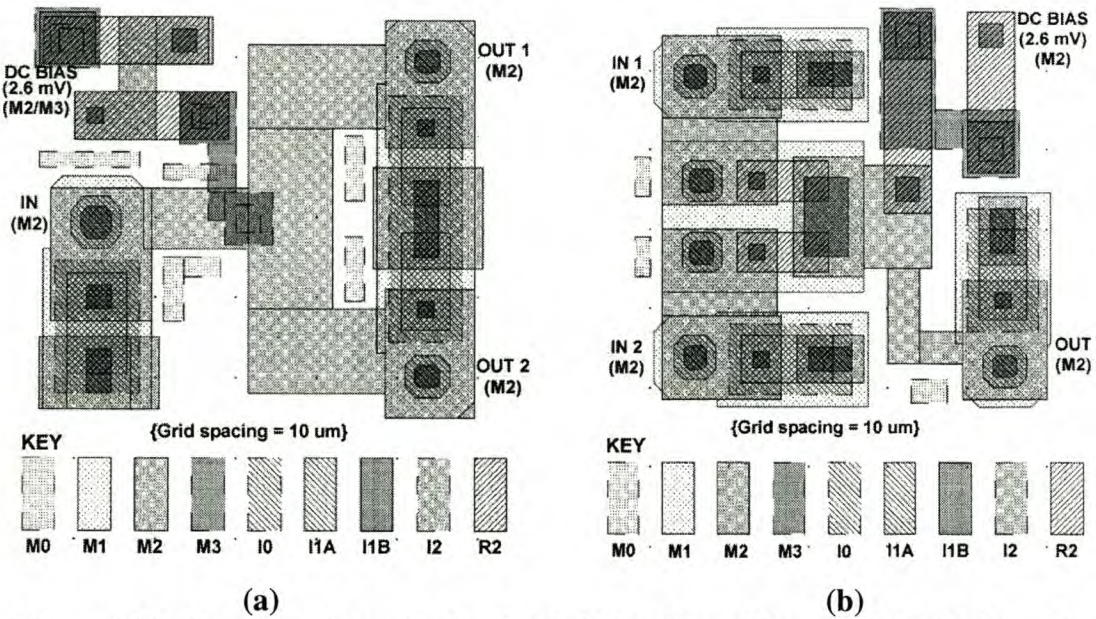 DC BIAS
(2.6 mV)
(M2/M3)
IN
(M2)
OUT 1
(M2)
OUT 2
(M2)
{Grid spacing = 10 um}
KEY
M0 M1 M2 M3 I0 I1A I1B I2 R2
(a)
IN 1
(M2)
DC BIAS
(2.6 mV)
(M2)
IN 2
(M2)
OUT
(M2)
{Grid spacing = 10 um}
KEY
M0 M1 M2 M3 I0 I1A I1B I2 R2
(b)